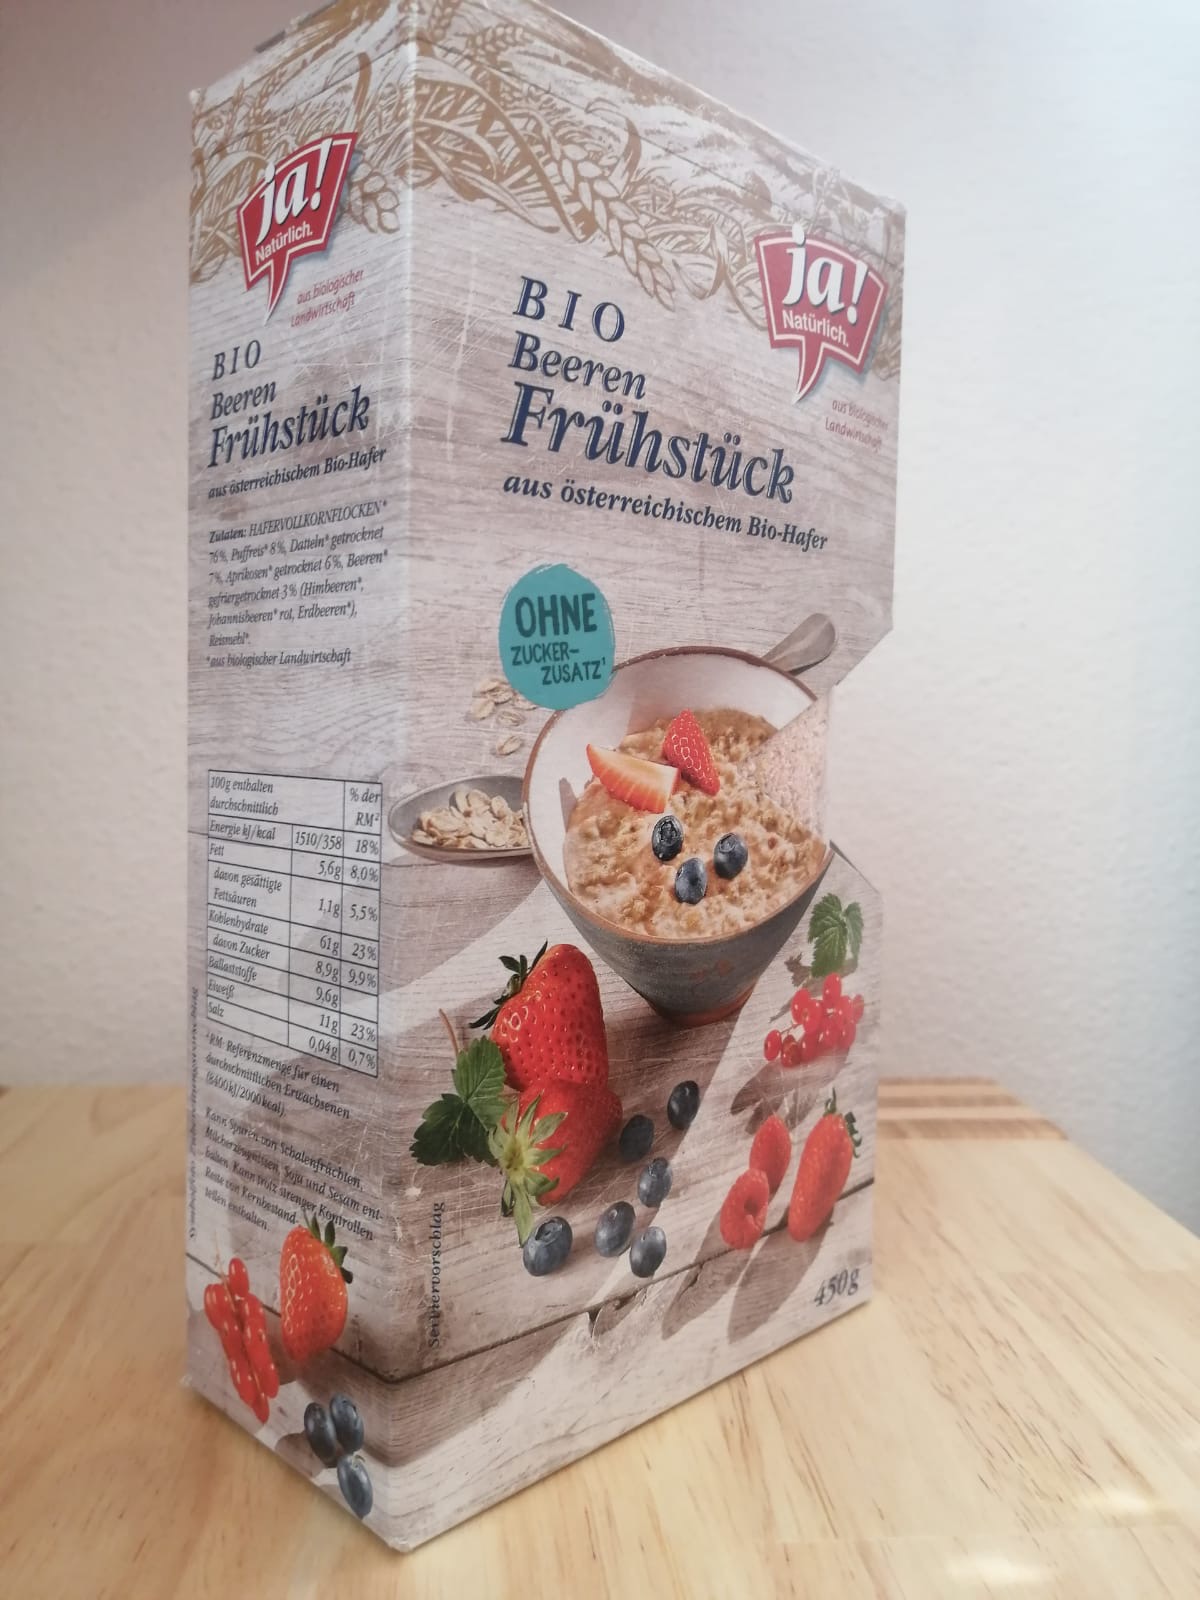 ja!
Natürlich.
aus biologischer
Landwirtschaft
BIO
Beeren
Frühstück
aus österreichischem Bio-Hafer
Zutaten: HAFERVOLLKORNFLOCKEN*
76%, Puffreis* 8%, Datteln* getrocknet
7%, Aprikosen* getrocknet 6%, Beeren*
gefriergetrocknet 3% (Himbeeren*,
Johannisbeeren* rot, Erdbeeren*),
Reismehl*.
*aus biologischer Landwirtschaft
100g enthalten durchschnittlich % der RM²
Energie kJ/kcal 1510/358 18%
Fett 5,6g 8,0%
davon gesättigte Fettsäuren 1,1g 5,5%
Kohlenhydrate 61g 23%
davon Zucker 8,9g 9,9%
Ballaststoffe 9,6g
Eiweiß 11g 23%
Salz 0,04g 0,7%
²RM: Referenzmenge für einen
durchschnittlichen Erwachsenen
(8400kJ/2000kcal).
Kann Spuren von Schalenfrüchten,
Milcherzeugnissen, Soja und Sesam ent-
halten. Kann trotz strenger Kontrollen
Reste von Kernbestand-
teilen enthalten.
ja!
Natürlich.
aus biologischer
Landwirtschaft
BIO
Beeren
Frühstück
aus österreichischem Bio-Hafer
OHNE
ZUCKER-
ZUSATZ¹
Serviervorschlag
450g